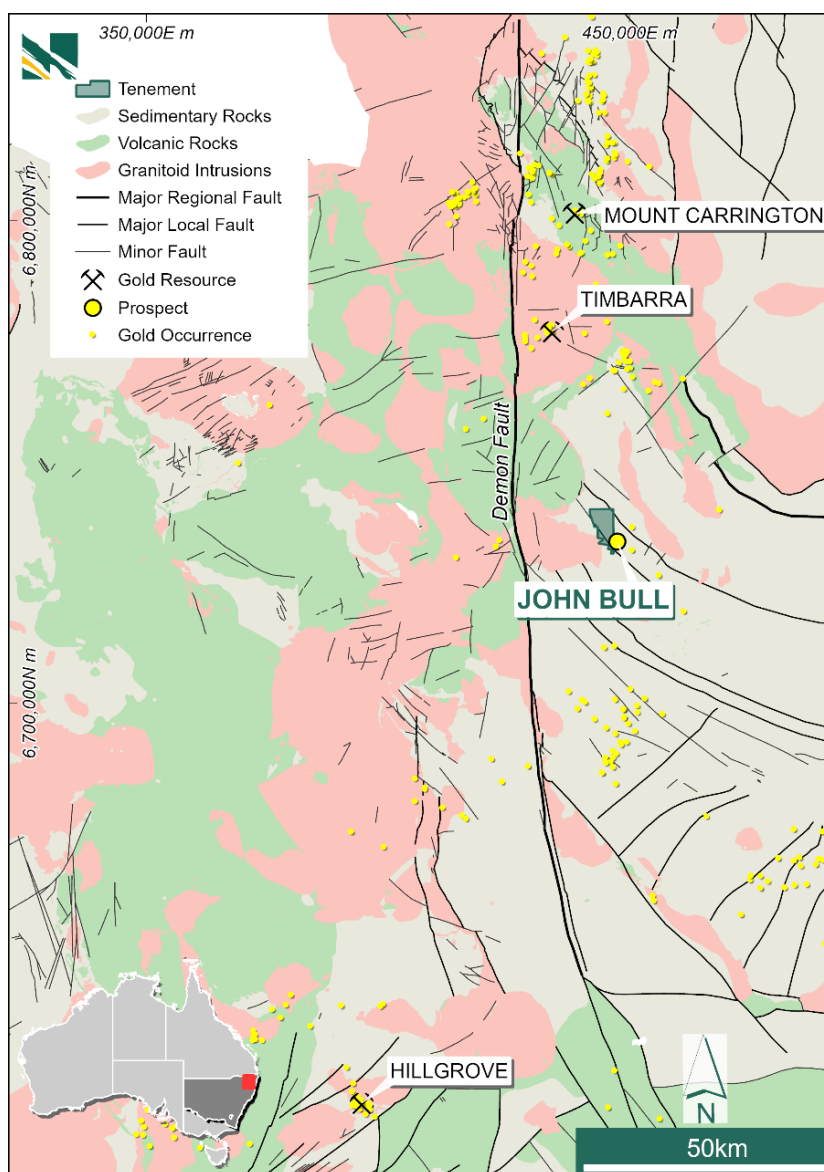 350,000E m
450,000E m
Tenement
Sedimentary Rocks
Volcanic Rocks
Granitoid Intrusions
Major Regional Fault
Major Local Fault
Minor Fault
Gold Resource
Prospect
Gold Occurrence
6,800,000N m
MOUNT CARRINGTON
TIMBARRA
Demon Fault
JOHN BULL
6,700,000N m
HILLGROVE
N
50km